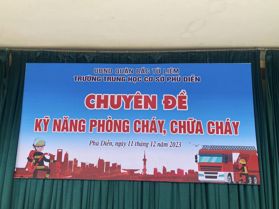 UBND QUẬN BẮC TỪ LIÊM
TRƯỜNG TRUNG HỌC CƠ SỞ PHÚ DIỄN
CHUYÊN ĐỀ
KỸ NĂNG PHÒNG CHÁY, CHỮA CHÁY
Phú Diễn, ngày 11 tháng 12 năm 2023